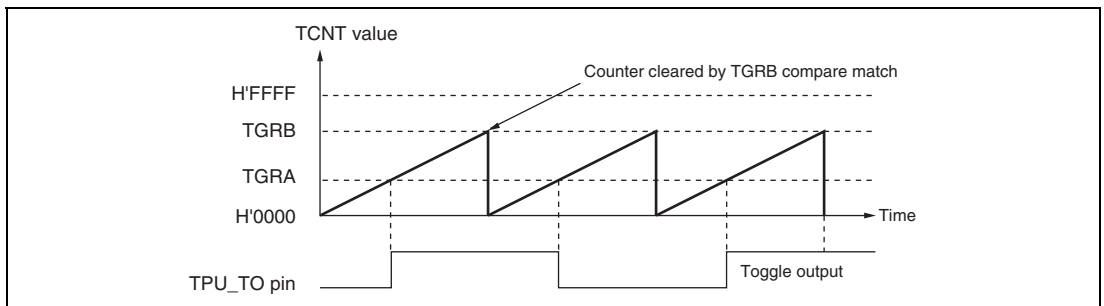 TCNT value
Counter cleared by TGRB compare match
H'FFFF
TGRB
TGRA
H'0000
Time
TPU_TO pin
Toggle output